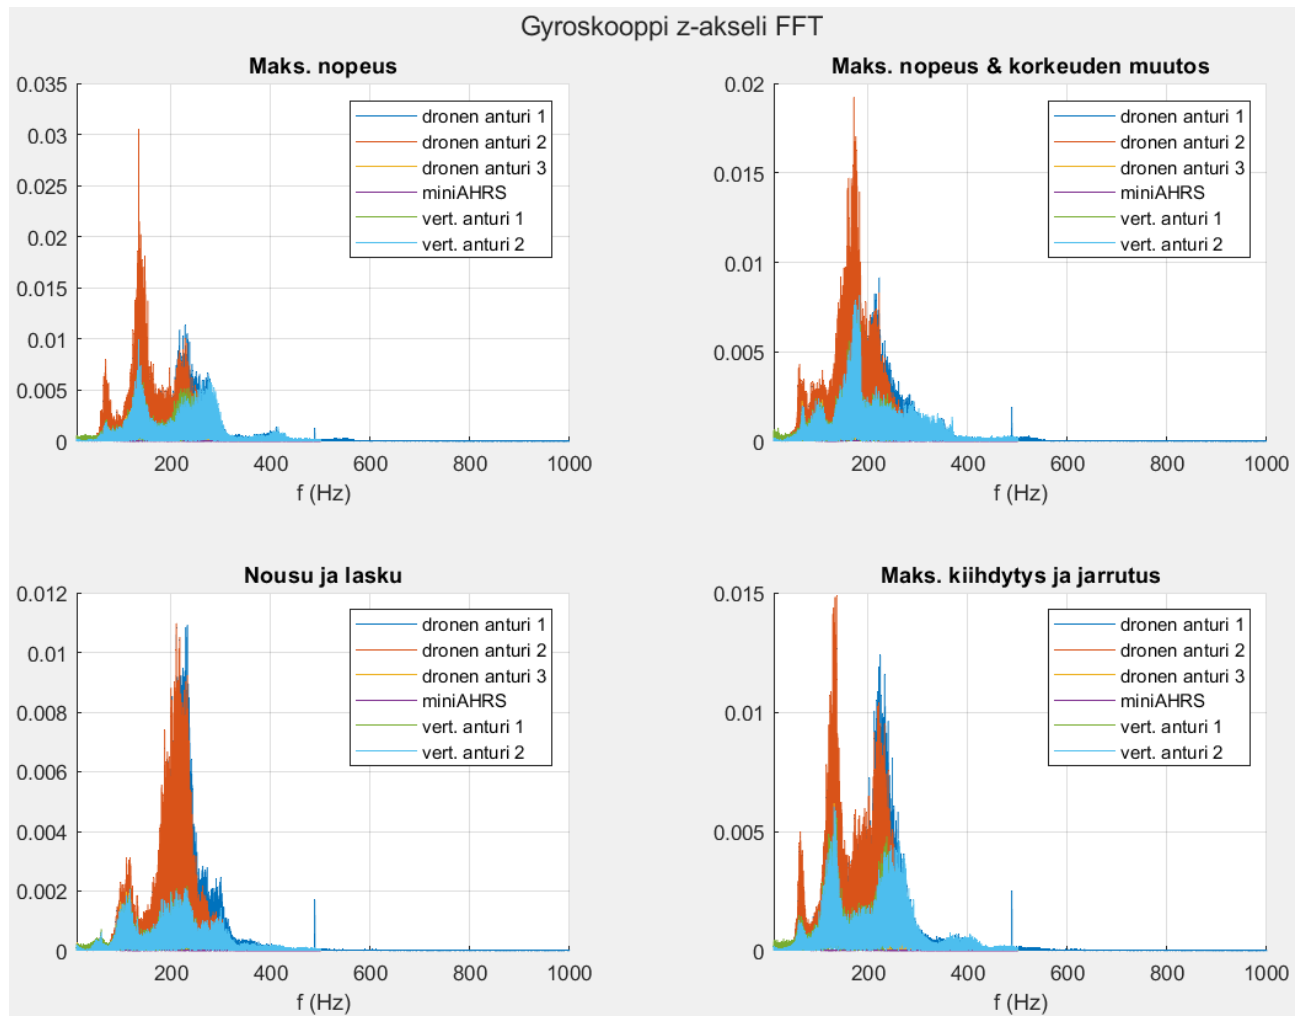 Gyroskooppi z-akseli FFT
Maks. nopeus
0.035
0.03
0.025
0.02
0.015
0.01
0.005
0
200
400
600
800
1000
f (Hz)
dronen anturi 1
dronen anturi 2
dronen anturi 3
miniAHRS
vert. anturi 1
vert. anturi 2
Maks. nopeus & korkeuden muutos
0.02
0.015
0.01
0.005
0
200
400
600
800
1000
f (Hz)
dronen anturi 1
dronen anturi 2
dronen anturi 3
miniAHRS
vert. anturi 1
vert. anturi 2
Nousu ja lasku
0.012
0.01
0.008
0.006
0.004
0.002
0
200
400
600
800
1000
f (Hz)
dronen anturi 1
dronen anturi 2
dronen anturi 3
miniAHRS
vert. anturi 1
vert. anturi 2
Maks. kiihdytys ja jarrutus
0.015
0.01
0.005
0
200
400
600
800
1000
f (Hz)
dronen anturi 1
dronen anturi 2
dronen anturi 3
miniAHRS
vert. anturi 1
vert. anturi 2